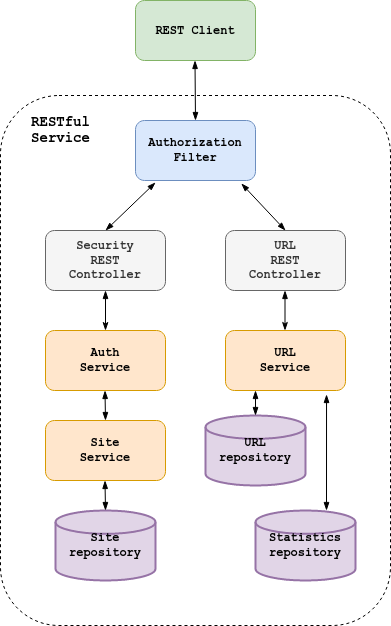 REST Client
RESTful
Service
Authorization
Filter
Security
REST
Controller
URL
REST
Controller
Auth
Service
URL
Service
Site
Service
URL
repository
Site
repository
Statistics
repository